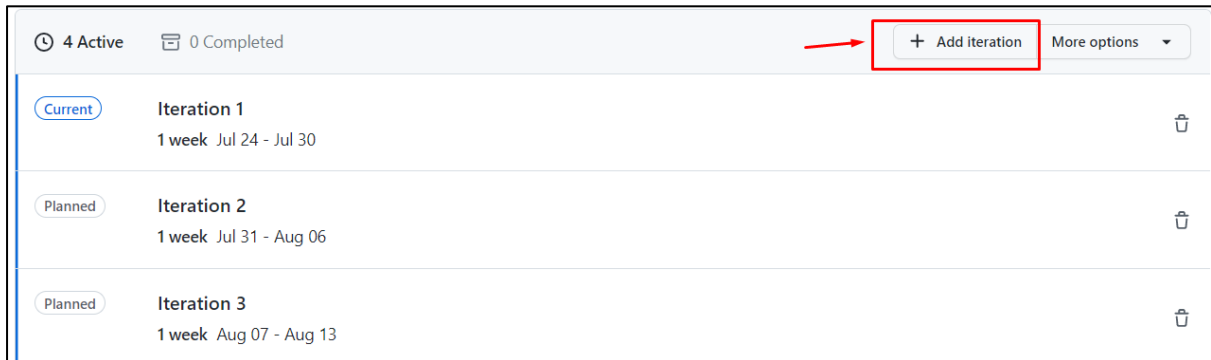 4 Active 0 Completed + Add iteration More options
Current Iteration 1
1 week Jul 24 - Jul 30
Planned Iteration 2
1 week Jul 31 - Aug 06
Planned Iteration 3
1 week Aug 07 - Aug 13